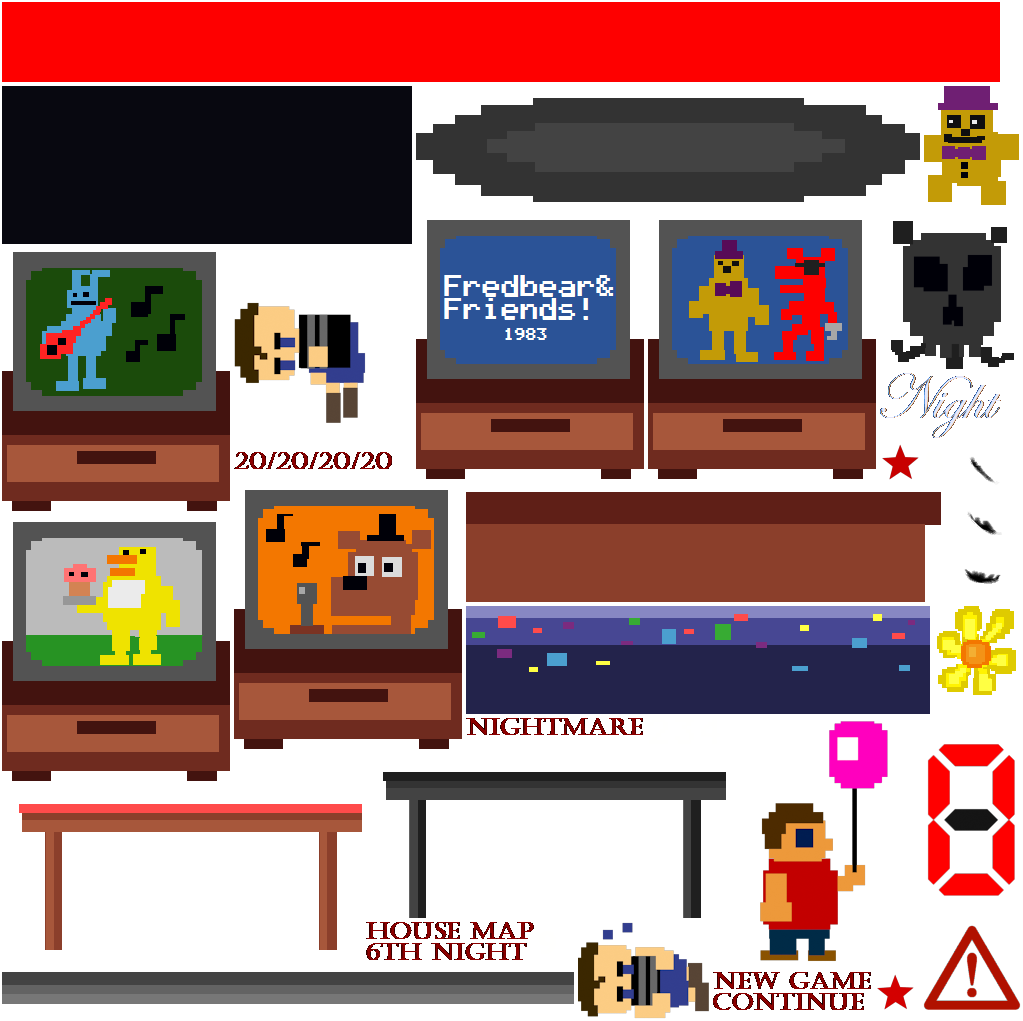 Fredbear&
Friends!
1983
Night
20/20/20/20
NIGHTMARE
HOUSE MAP
6TH NIGHT
NEW GAME
CONTINUE